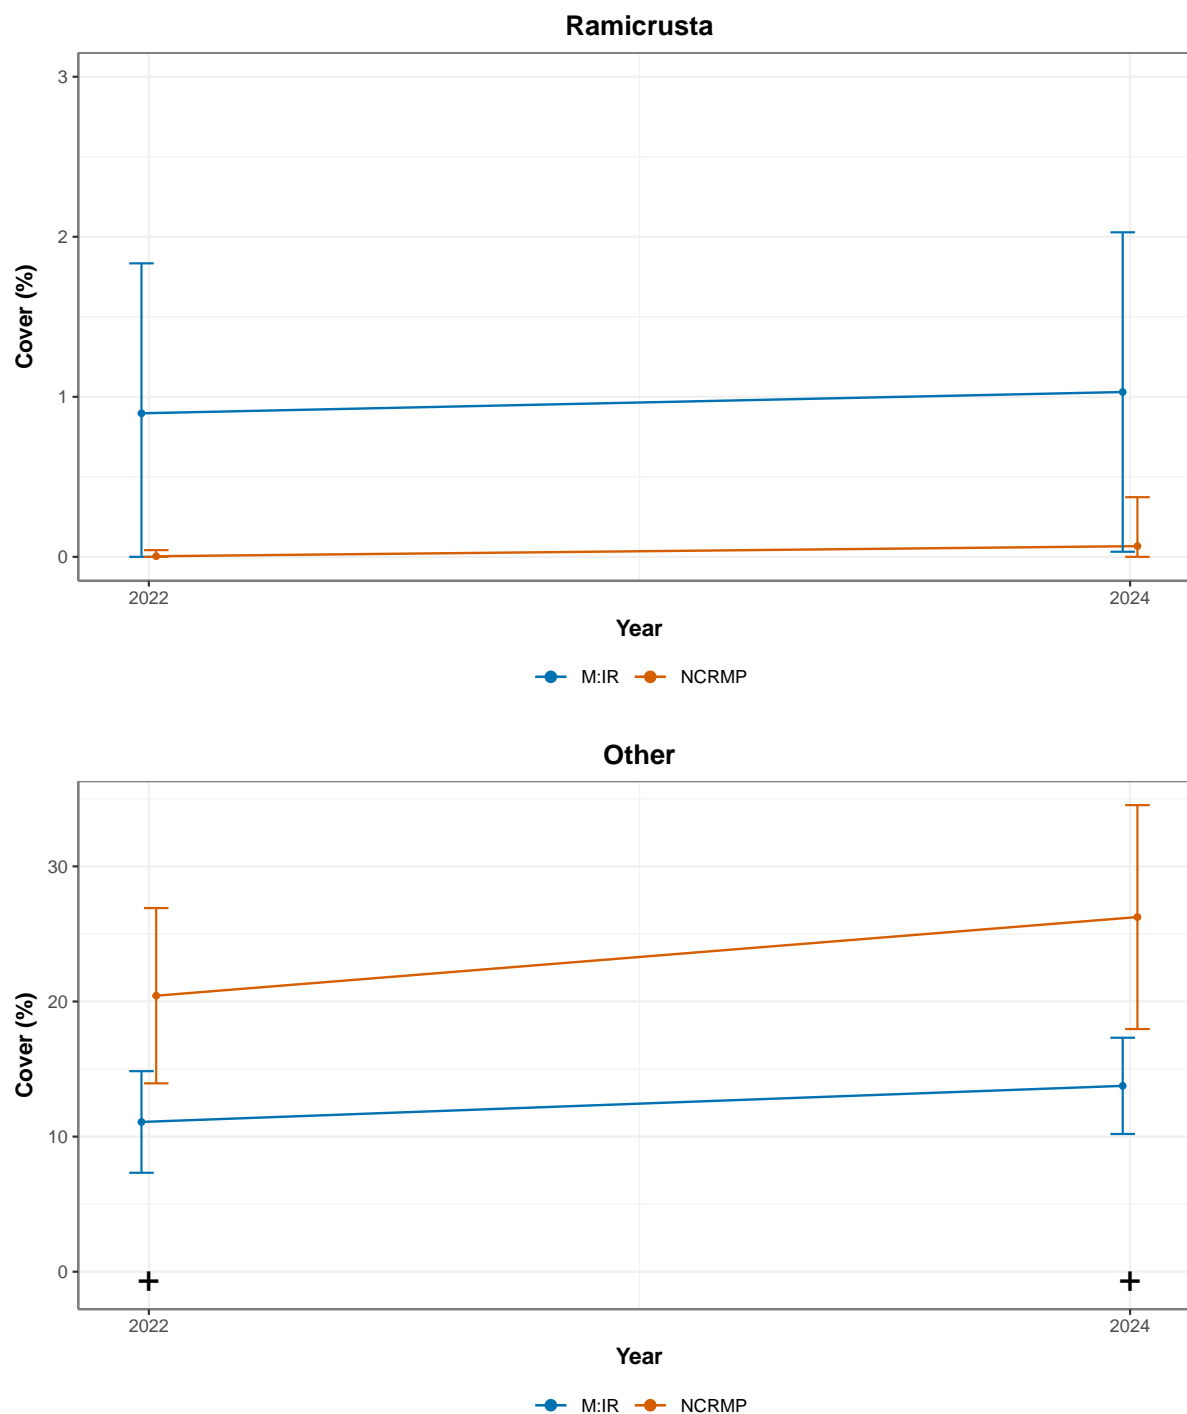 Ramicrusta
3
2
1
0
Cover (%)
2022 2024
Year
M:IR NCRMP
Other
30
20
10
0
Cover (%)
+ +
2022 2024
Year
M:IR NCRMP